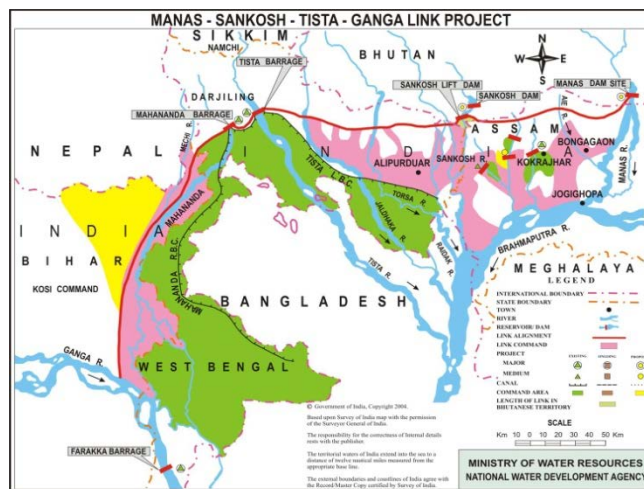 MANAS - SANKOSH - TISTA - GANGA LINK PROJECT
SIKKIM
NAMCHI
BHUTAN
N
W E
S
TISTA BARRAGE
DARJILING
MAHANANDA BARRAGE
SANKOSH LIFT DAM
SANKOSH DAM
MANAS DAM SITE
MECHI R.
AIE R.
ASSAM
NEPAL
INDIA
ALIPURDUAR
SANKOSH R.
KOKRAJHAR
BONGAGAON
MANAS R.
JOGIGHOPA
TISTA L.B.C.
TORSA R.
JALDHAKA R.
RAIDAK R.
TISTA R.
MAHANANDA
INDIA
BIHAR
KOSI COMMAND
MAHANANDA R.B.C.
BANGLADESH
BRAHMAPUTRA R.
MEGHALAYA
GANGA R.
WEST BENGAL
FARAKKA BARRAGE
LEGEND
INTERNATIONAL BOUNDARY
STATE BOUNDARY
TOWN
RIVER
RESERVOIR/ DAM
LINK ALIGNMENT
LINK COMMAND
PROJECT
MAJOR
MEDIUM
CANAL
COMMAND AREA
LENGTH OF LINK IN
BHUTANESE TERRITORY
SCALE
Km 10 0 10 20 30 40 50 Km
© Government of India, Copyright 2004.
Based upon Survey of India map with the permission
of the Surveyor General of India.
The responsibility for the correctness of Internal details
rests with the publisher.
The territorial waters of India extend into the sea to a
distance of twelve nautical miles measured from the
appropriate base line.
The external boundaries and coastlines of India agree with
the Record/Master Copy certified by Survey of India.
MINISTRY OF WATER RESOURCES
NATIONAL WATER DEVELOPMENT AGENCY